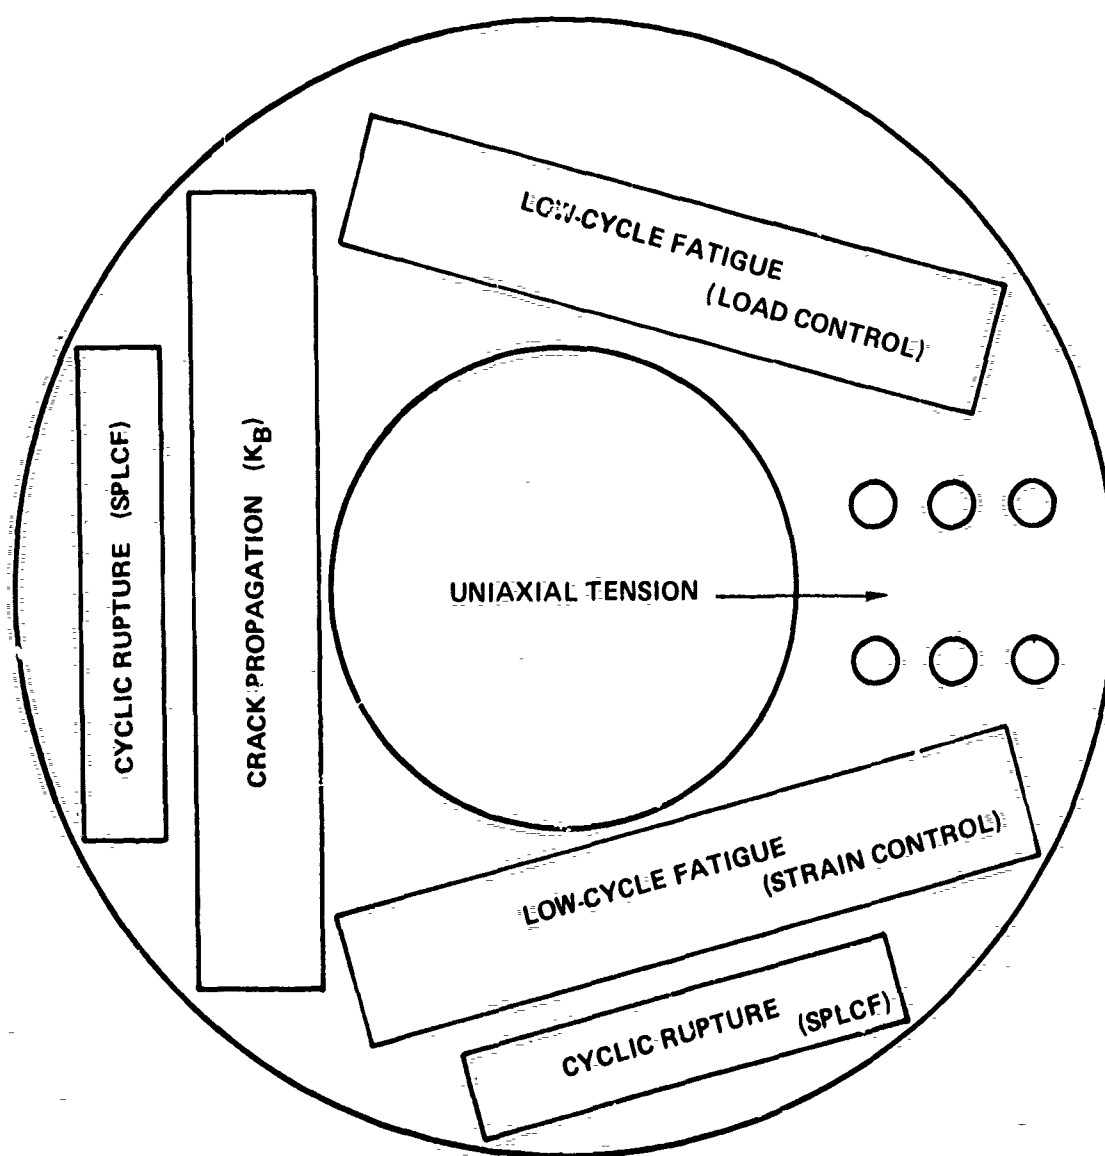 LOW-CYCLE FATIGUE
(LOAD CONTROL)
CYCLIC RUPTURE (SPLCF)
CRACK PROPAGATION (KB)
UNIAXIAL TENSION
LOW-CYCLE FATIGUE
(STRAIN CONTROL)
CYCLIC RUPTURE (SPLCF)